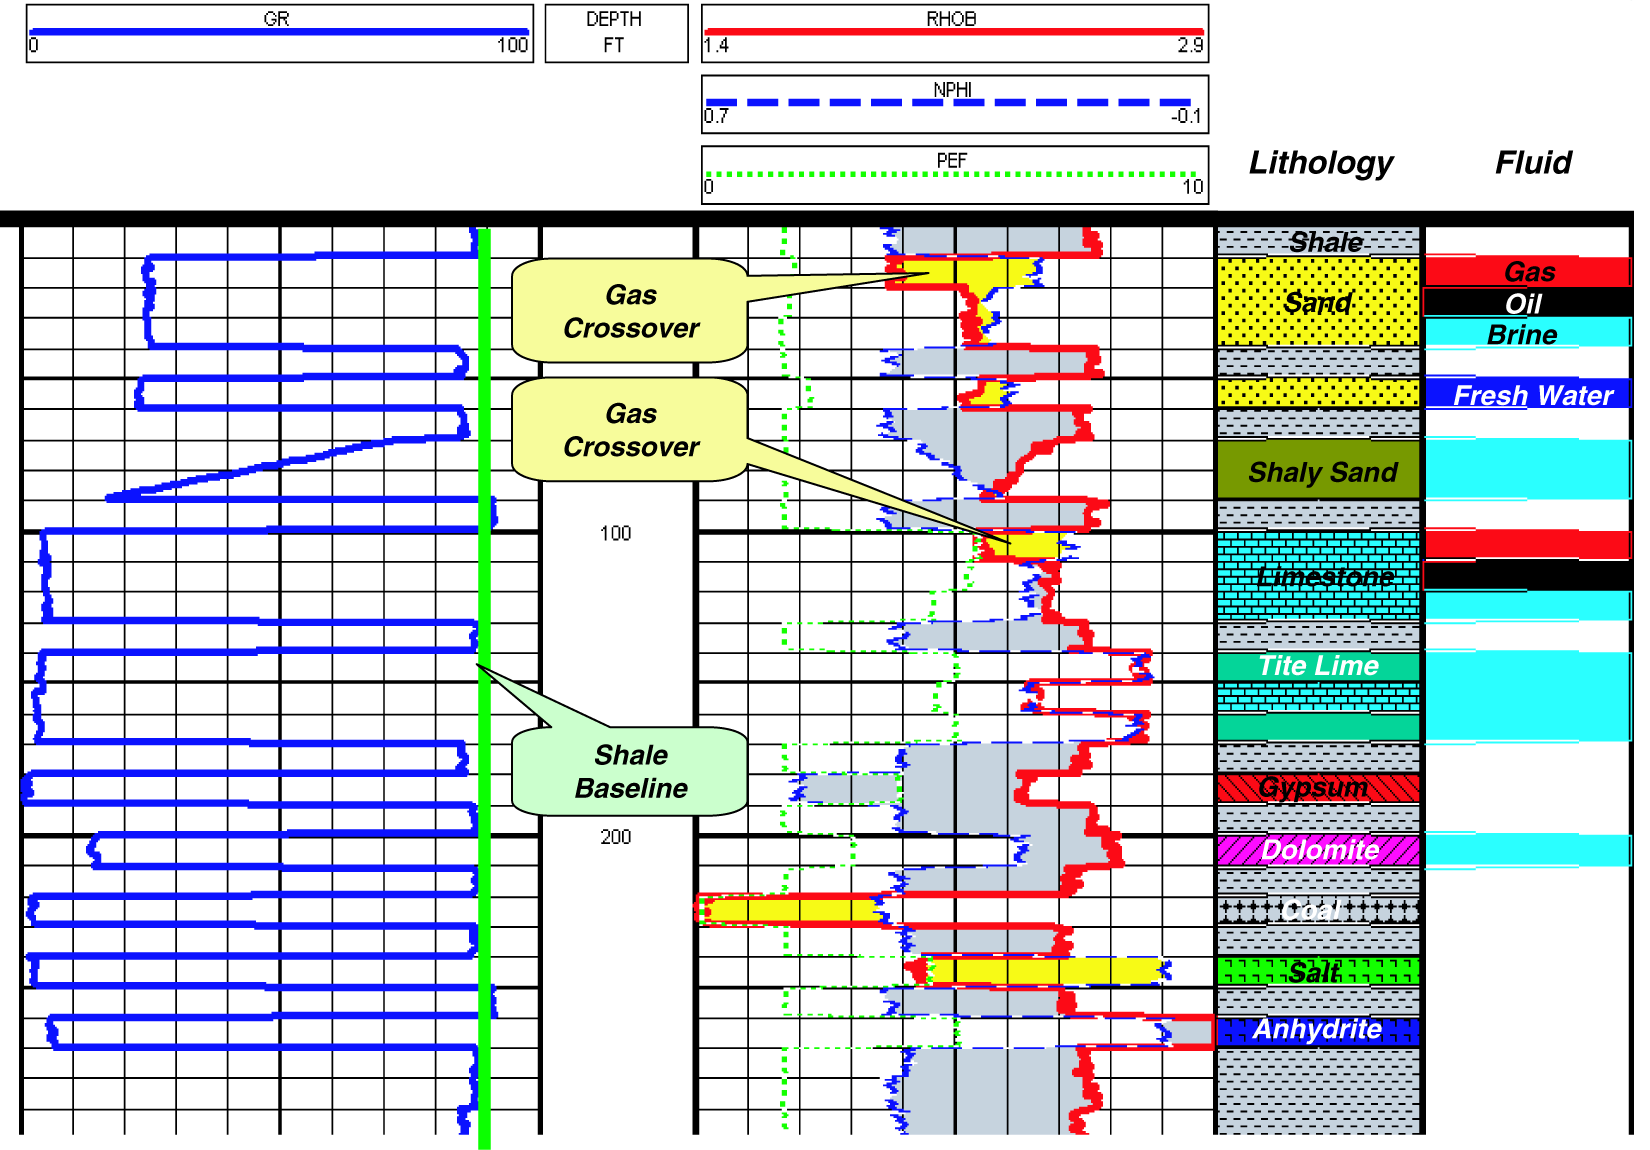 GR
0 100
DEPTH
FT
RHOB
1.4 2.9
NPHI
0.7 -0.1
PEF
0 10
Lithology Fluid
Shale
Gas
Crossover
Gas
Sand
Oil
Brine
Gas
Crossover
Fresh Water
Shaly Sand
100
Limestone
Tite Lime
Shale
Baseline
Gypsum
200
Dolomite
Coal
Salt
Anhydrite